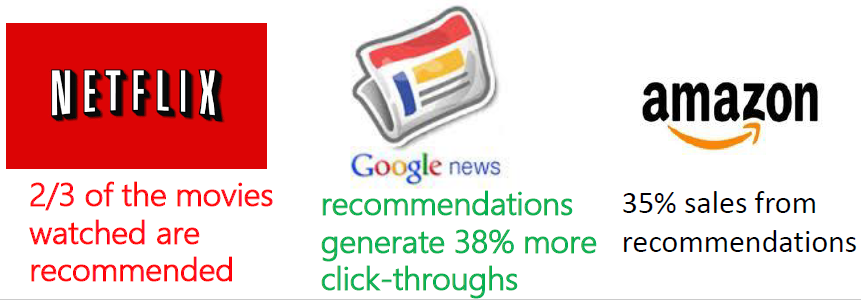 NETFLIX
2/3 of the movies
watched are
recommended
Google news
recommendations
generate 38% more
click-throughs
amazon
35% sales from
recommendations